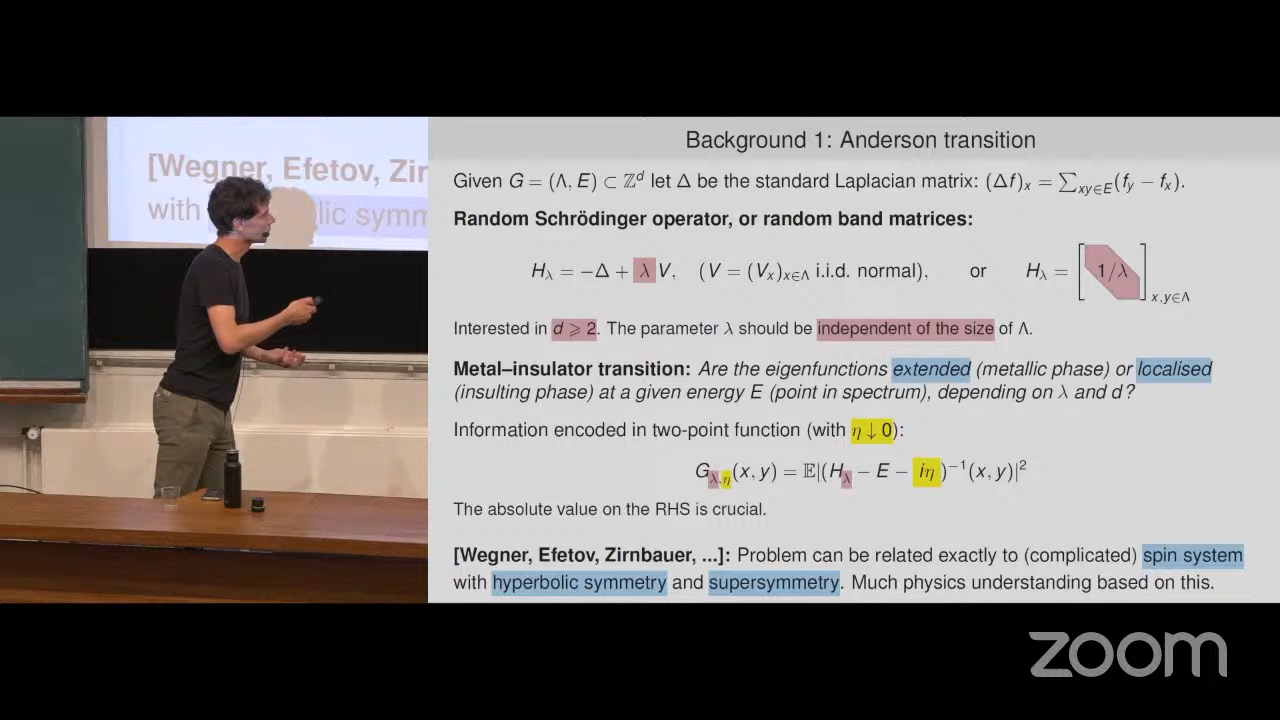 [Wegner, Efetov, Zir
with lic symm
Background 1: Anderson transition
Given G = (Λ, E) ⊂ ℤ^d let Δ be the standard Laplacian matrix: (Δf)_x = ∑_{xy∈E}(f_y − f_x).
Random Schrödinger operator, or random band matrices:
H_λ = −Δ + λ V, (V = (V_x)_{x∈Λ} i.i.d. normal), or H_λ = [ 1/λ ]_{x,y∈Λ}
Interested in d ⩾ 2. The parameter λ should be independent of the size of Λ.
Metal–insulator transition: Are the eigenfunctions extended (metallic phase) or localised
(insulting phase) at a given energy E (point in spectrum), depending on λ and d?
Information encoded in two-point function (with η ↓ 0):
G_{λ,η}(x, y) = 𝔼|(H_λ − E − iη)^{−1}(x, y)|^2
The absolute value on the RHS is crucial.
[Wegner, Efetov, Zirnbauer, ...]: Problem can be related exactly to (complicated) spin system
with hyperbolic symmetry and supersymmetry. Much physics understanding based on this.
zoom